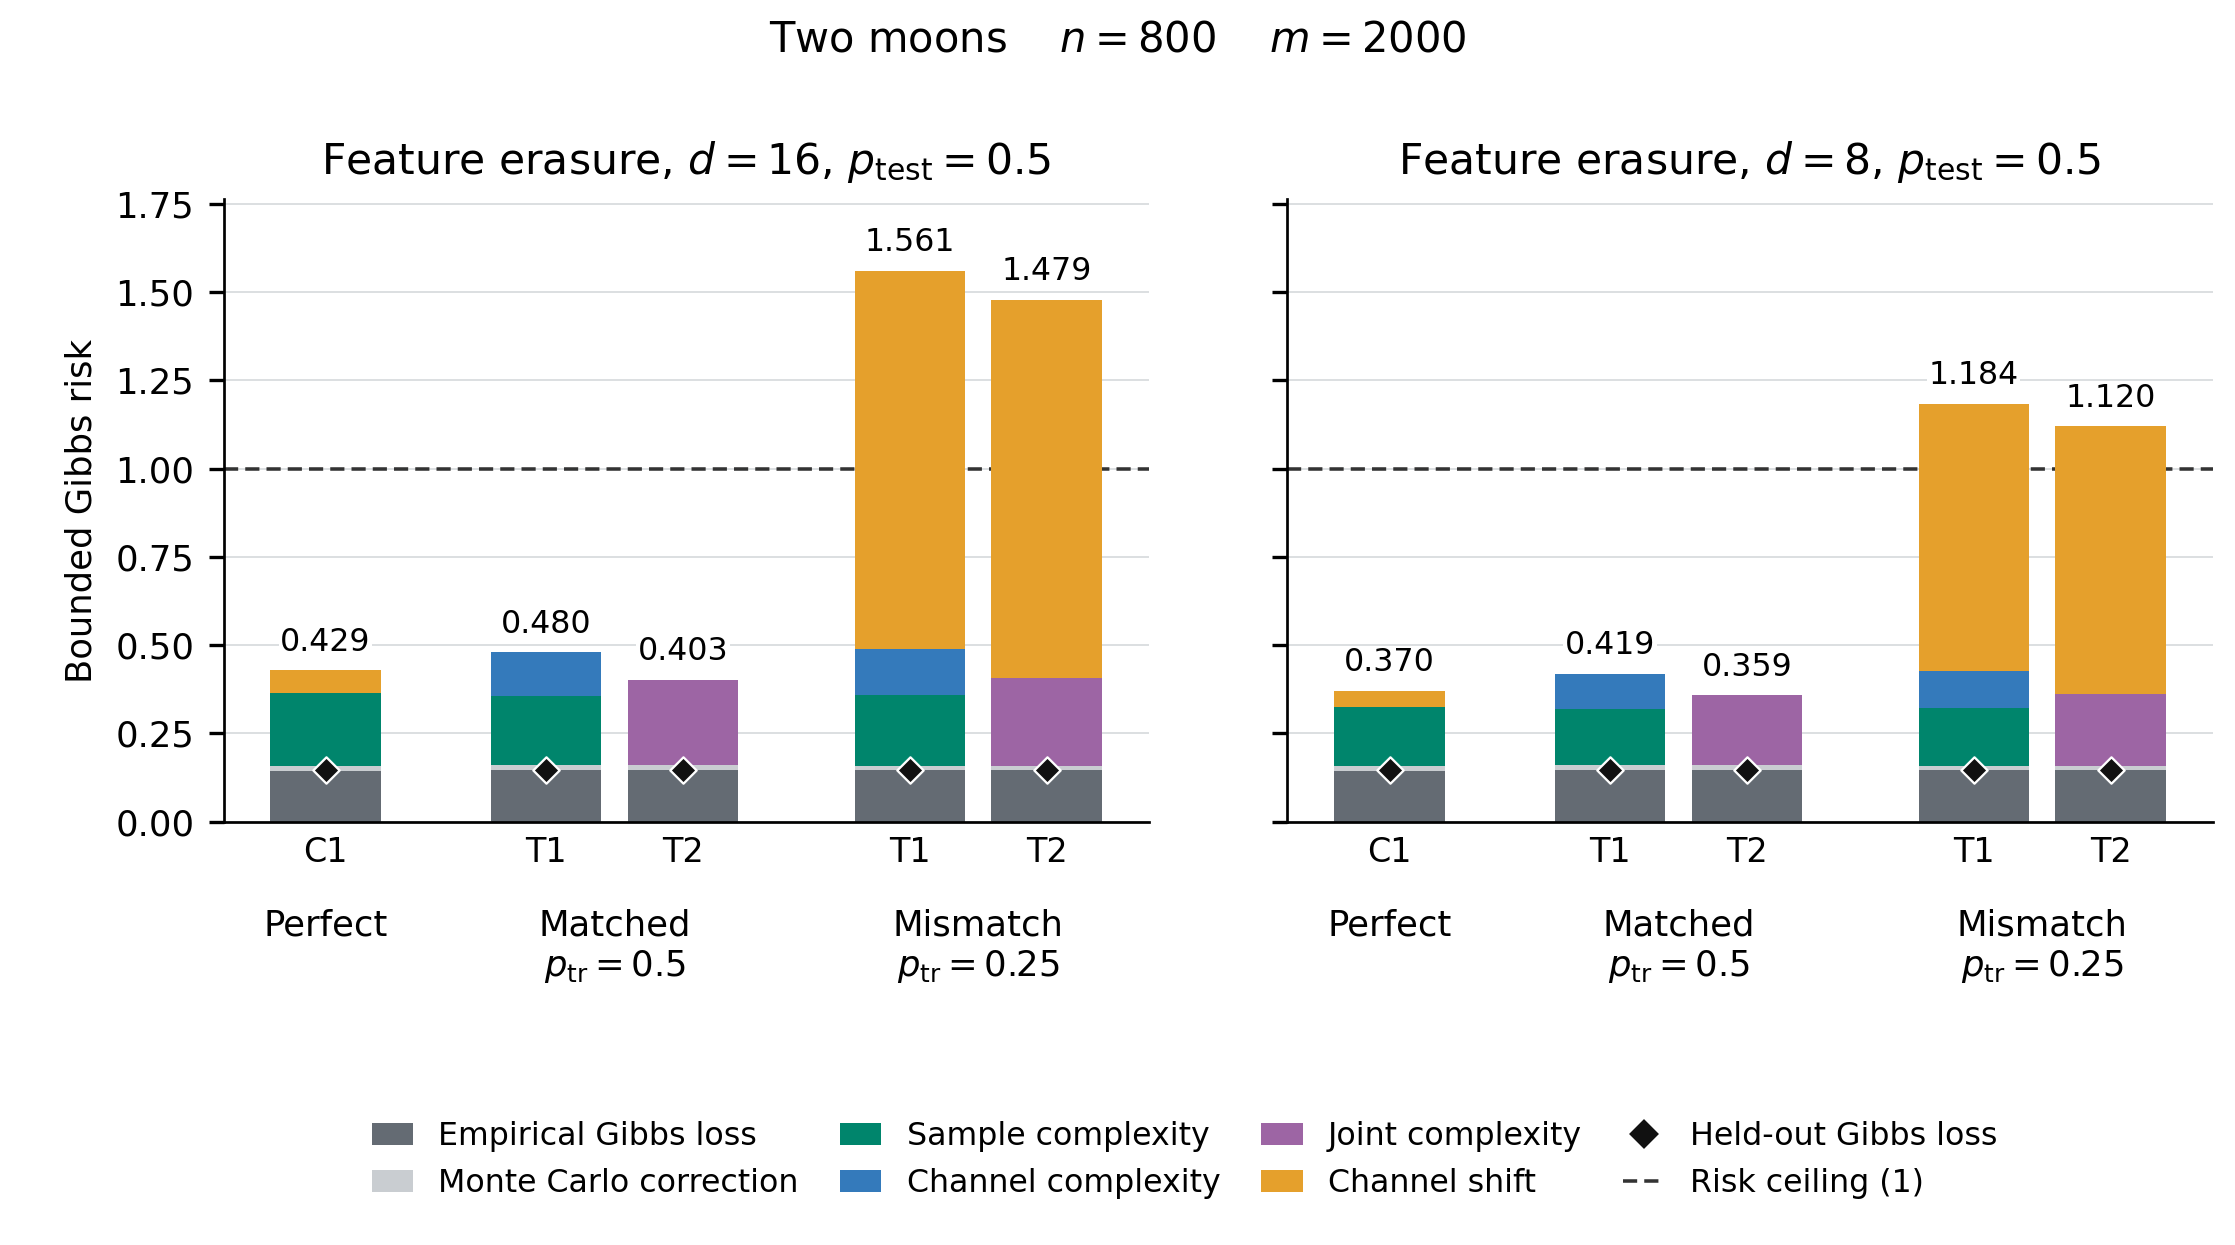 Two moons n = 800 m = 2000
Feature erasure, d = 16, p_test = 0.5
Bounded Gibbs risk
1.75
1.50
1.25
1.00
0.75
0.50
0.25
0.00
0.429
0.480
0.403
1.561
1.479
C1 T1 T2 T1 T2
Perfect Matched Mismatch
p_tr = 0.5 p_tr = 0.25
Feature erasure, d = 8, p_test = 0.5
0.370
0.419
0.359
1.184
1.120
C1 T1 T2 T1 T2
Perfect Matched Mismatch
p_tr = 0.5 p_tr = 0.25
Empirical Gibbs loss
Monte Carlo correction
Sample complexity
Channel complexity
Joint complexity
Channel shift
Held-out Gibbs loss
Risk ceiling (1)